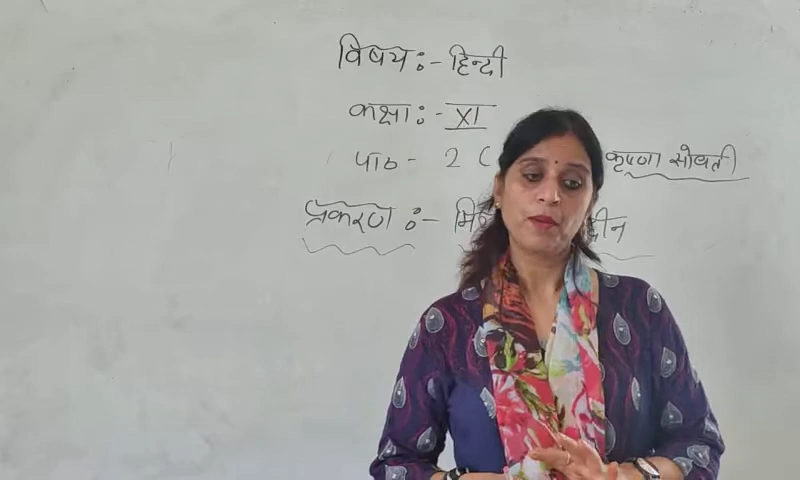 विषय :- हिन्दी
कक्षा :- XI
पाठ - 2 ( कृष्णा सोबती
प्रकरण :-